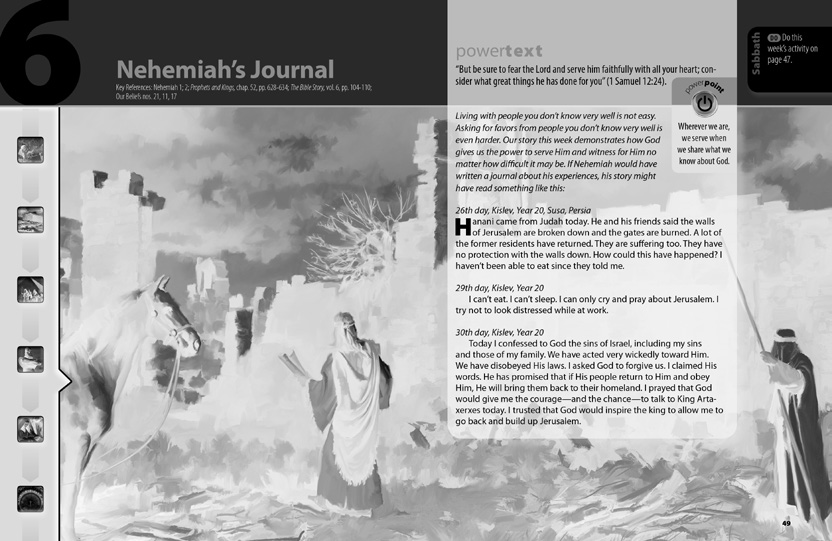 6
Nehemiah's Journal
Key References: Nehemiah 1; 2; Prophets and Kings, chap. 52, pp. 628–634; The Bible Story, vol. 6, pp. 104–110;
Our Beliefs nos. 21, 11, 17
powertext
"But be sure to fear the Lord and serve him faithfully with all your heart; con-
sider what great things he has done for you" (1 Samuel 12:24).
powerpoint
Wherever we are,
we serve when
we share what we
know about God.
Sabbath
DO Do this
week's activity on
page 47.
Living with people you don't know very well is not easy.
Asking for favors from people you don't know very well is
even harder. Our story this week demonstrates how God
gives us the power to serve Him and witness for Him no
matter how difficult it may be. If Nehemiah would have
written a journal about his experiences, his story might
have read something like this:
26th day, Kislev, Year 20, Susa, Persia
Hanani came from Judah today. He and his friends said the walls
of Jerusalem are broken down and the gates are burned. A lot of
the former residents have returned. They are suffering too. They have
no protection with the walls down. How could this have happened? I
haven't been able to eat since they told me.
29th day, Kislev, Year 20
I can't eat. I can't sleep. I can only cry and pray about Jerusalem. I
try not to look distressed while at work.
30th day, Kislev, Year 20
Today I confessed to God the sins of Israel, including my sins
and those of my family. We have acted very wickedly toward Him.
We have disobeyed His laws. I asked God to forgive us. I claimed His
words. He has promised that if His people return to Him and obey
Him, He will bring them back to their homeland. I prayed that God
would give me the courage—and the chance—to talk to King Arta-
xerxes today. I trusted that God would inspire the king to allow me to
go back and build up Jerusalem.
49